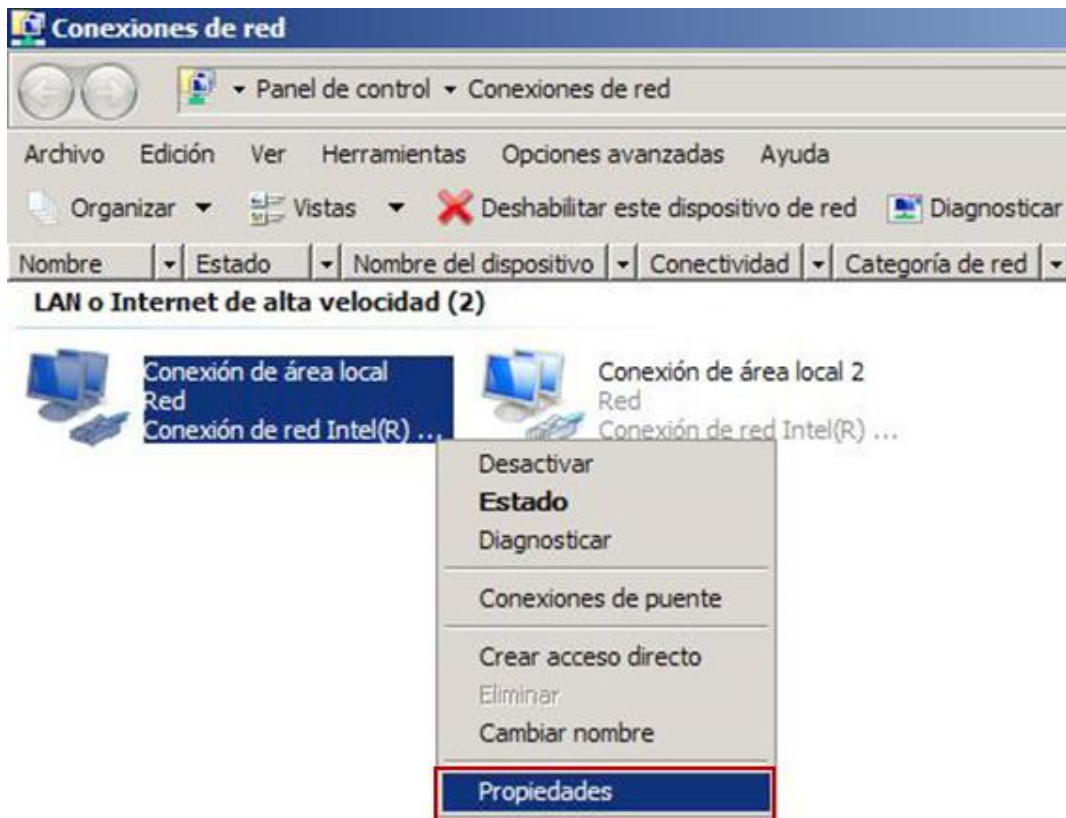 Conexiones de red
Panel de control Conexiones de red
Archivo Edición Ver Herramientas Opciones avanzadas Ayuda
Organizar Vistas Deshabilitar este dispositivo de red Diagnosticar
Nombre Estado Nombre del dispositivo Conectividad Categoría de red
LAN o Internet de alta velocidad (2)
Conexión de área local
Red
Conexión de red Intel(R) ...
Conexión de área local 2
Red
Conexión de red Intel(R) ...
Desactivar
Estado
Diagnosticar
Conexiones de puente
Crear acceso directo
Eliminar
Cambiar nombre
Propiedades